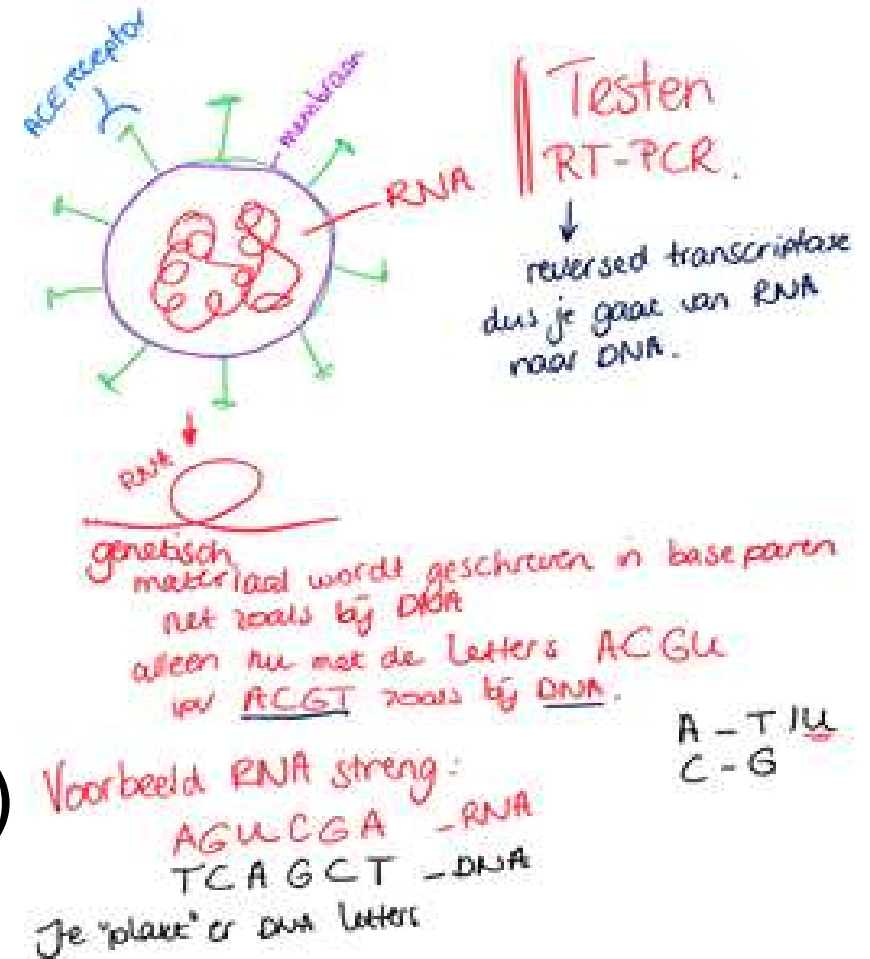 ACE receptor
membraan
RNA
Testen
RT-PCR.
reversed transcriptase
dus je gaat van RNA
naar DNA.
RNA
genetisch
materiaal wordt geschreven in baseparen
net zoals bij DNA
alleen nu met de letters ACGU
ipv ACGT zoals bij DNA.
A - T/U
C - G
) Voorbeeld RNA streng:
AGUCGA - RNA
TCAGCT - DNA
Je "plakt" er DNA letters